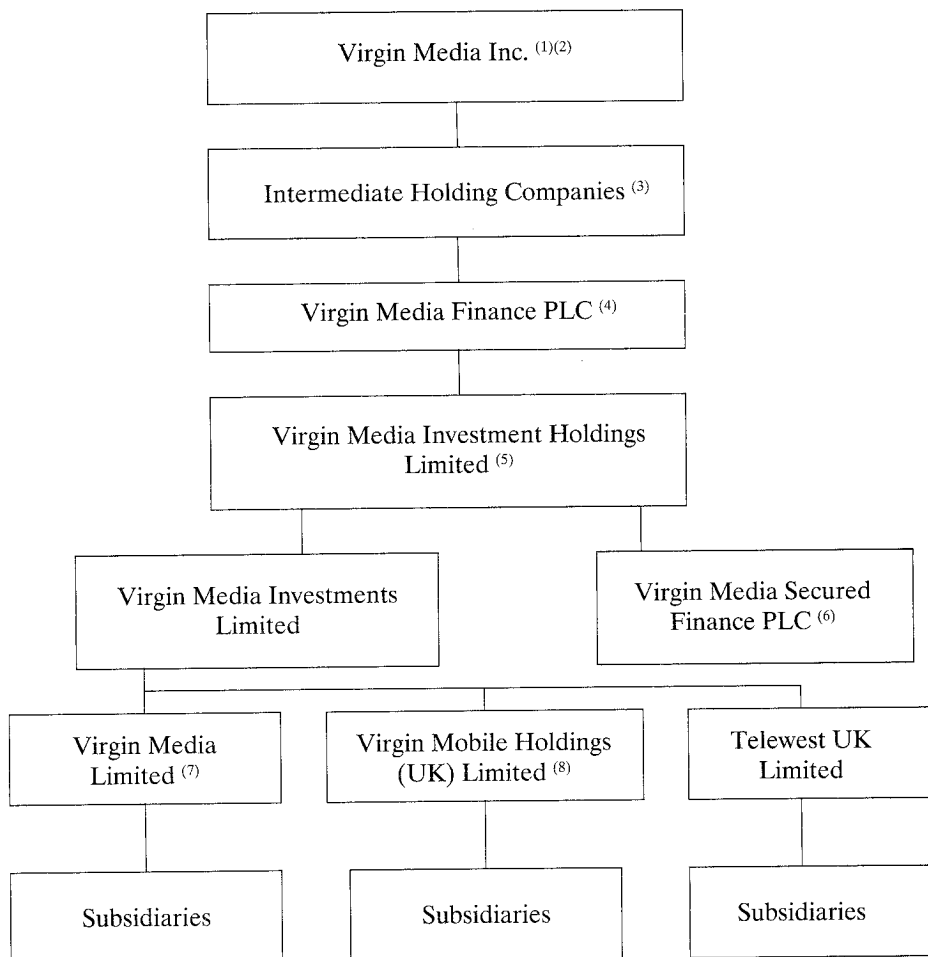 Virgin Media Inc. (1)(2)
Intermediate Holding Companies (3)
Virgin Media Finance PLC (4)
Virgin Media Investment Holdings
Limited (5)
Virgin Media Investments
Limited
Virgin Media Secured
Finance PLC (6)
Virgin Media
Limited (7)
Virgin Mobile Holdings
(UK) Limited (8)
Telewest UK
Limited
Subsidiaries
Subsidiaries
Subsidiaries